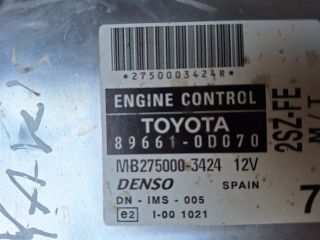 *2750003424R*
ENGINE CONTROL
TOYOTA
89661-0D070
MB275000-3424 12V
DENSO SPAIN
DN-IMS-005
e2 I-00 1021
2SZ-FE
M/T
7
YARIS